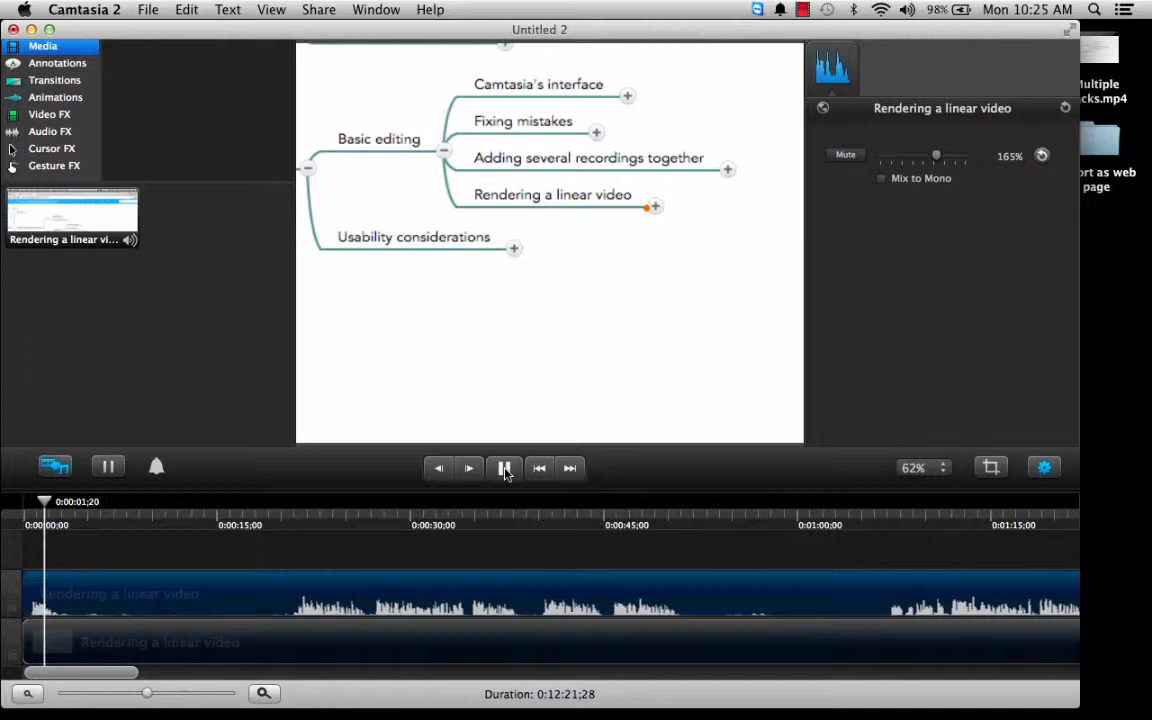 Camtasia 2 File Edit Text View Share Window Help 98% Mon 10:25 AM
Untitled 2
Media
Annotations
Transitions
Animations
Video FX
Audio FX
Cursor FX
Gesture FX
Rendering a linear vi...
Camtasia's interface
Fixing mistakes
Basic editing
Adding several recordings together
Rendering a linear video
Usability considerations
Rendering a linear video
Mute 165%
Mix to Mono
62%
0:00:01;20
0:00:00;00 0:00:15;00 0:00:30;00 0:00:45;00 0:01:00;00 0:01:15;00
Rendering a linear video
Rendering a linear video
Duration: 0:12:21;28
as web
page